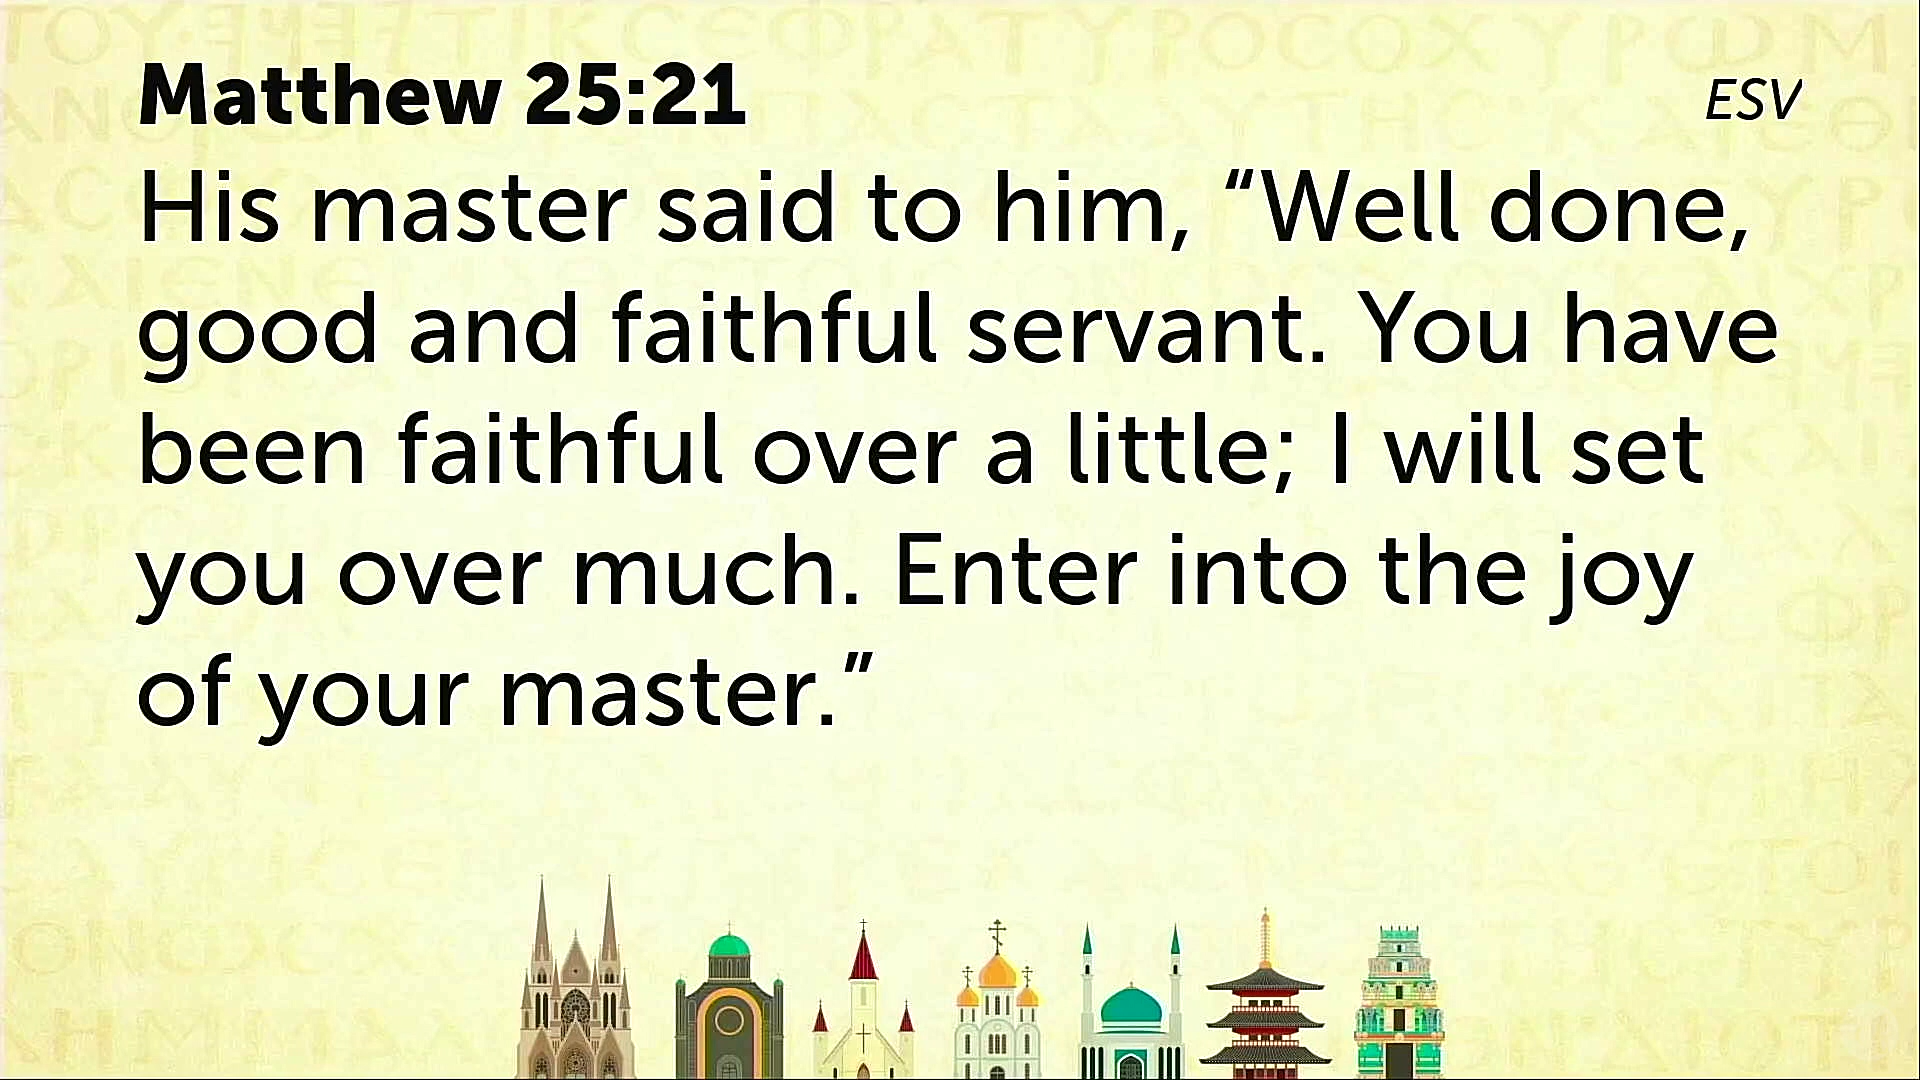 Matthew 25:21
ESV
His master said to him, “Well done,
good and faithful servant. You have
been faithful over a little; I will set
you over much. Enter into the joy
of your master.”